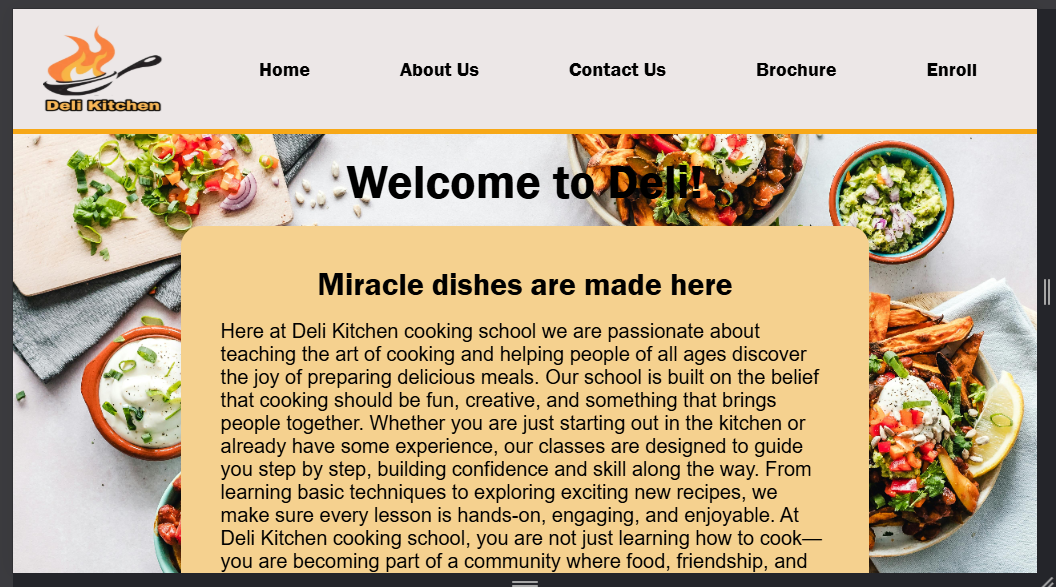 Deli Kitchen
Home
About Us
Contact Us
Brochure
Enroll
Welcome to Deli!
Miracle dishes are made here
Here at Deli Kitchen cooking school we are passionate about
teaching the art of cooking and helping people of all ages discover
the joy of preparing delicious meals. Our school is built on the belief
that cooking should be fun, creative, and something that brings
people together. Whether you are just starting out in the kitchen or
already have some experience, our classes are designed to guide
you step by step, building confidence and skill along the way. From
learning basic techniques to exploring exciting new recipes, we
make sure every lesson is hands-on, engaging, and enjoyable. At
Deli Kitchen cooking school, you are not just learning how to cook—
you are becoming part of a community where food, friendship, and